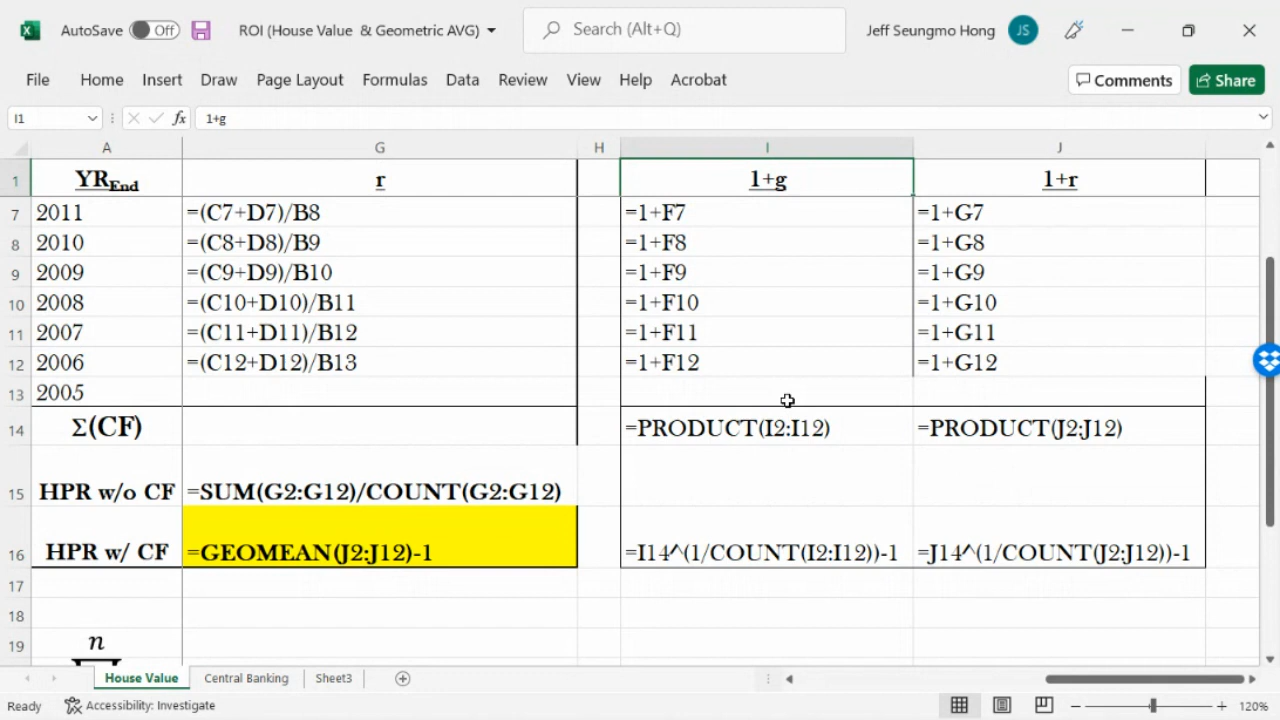 AutoSave Off ROI (House Value & Geometric AVG) Search (Alt+Q) Jeff Seungmo Hong JS
File Home Insert Draw Page Layout Formulas Data Review View Help Acrobat Comments Share
I1 fx 1+g
A G H I J
1 YREnd r 1+g 1+r
7 2011 =(C7+D7)/B8 =1+F7 =1+G7
8 2010 =(C8+D8)/B9 =1+F8 =1+G8
9 2009 =(C9+D9)/B10 =1+F9 =1+G9
10 2008 =(C10+D10)/B11 =1+F10 =1+G10
11 2007 =(C11+D11)/B12 =1+F11 =1+G11
12 2006 =(C12+D12)/B13 =1+F12 =1+G12
13 2005
14 Σ(CF) =PRODUCT(I2:I12) =PRODUCT(J2:J12)
15 HPR w/o CF =SUM(G2:G12)/COUNT(G2:G12)
16 HPR w/ CF =GEOMEAN(J2:J12)-1 =I14^(1/COUNT(I2:I12))-1 =J14^(1/COUNT(J2:J12))-1
17
18
19 n
House Value Central Banking Sheet3
Ready Accessibility: Investigate 120%